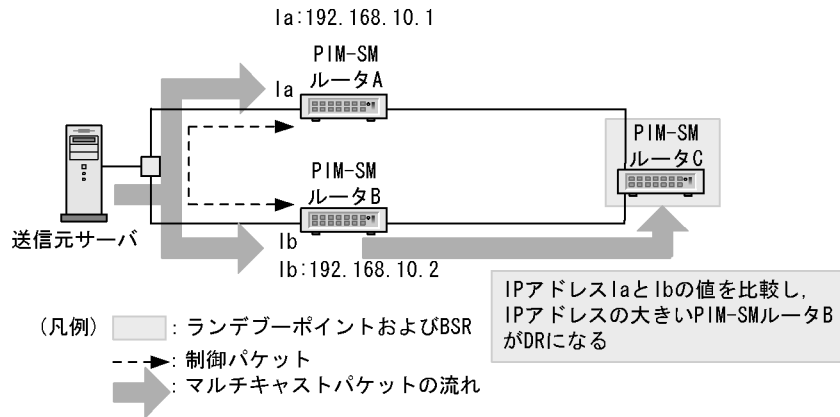 Ia:192.168.10.1
PIM-SM
ルータA
Ia
PIM-SM
ルータC
PIM-SM
ルータB
送信元サーバ
Ib
Ib:192.168.10.2
IPアドレスIaとIbの値を比較し，
IPアドレスの大きいPIM-SMルータB
がDRになる
(凡例)
：ランデブーポイントおよびBSR
：制御パケット
：マルチキャストパケットの流れ